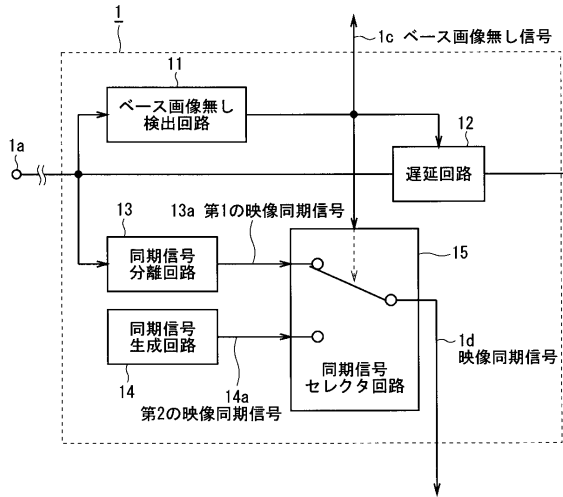 1
1c ベース画像無し信号
11
ベース画像無し
検出回路
12
遅延回路
1a
13
13a 第1の映像同期信号
同期信号
分離回路
15
同期信号
生成回路
14
14a
第2の映像同期信号
同期信号
セレクタ回路
1d
映像同期信号